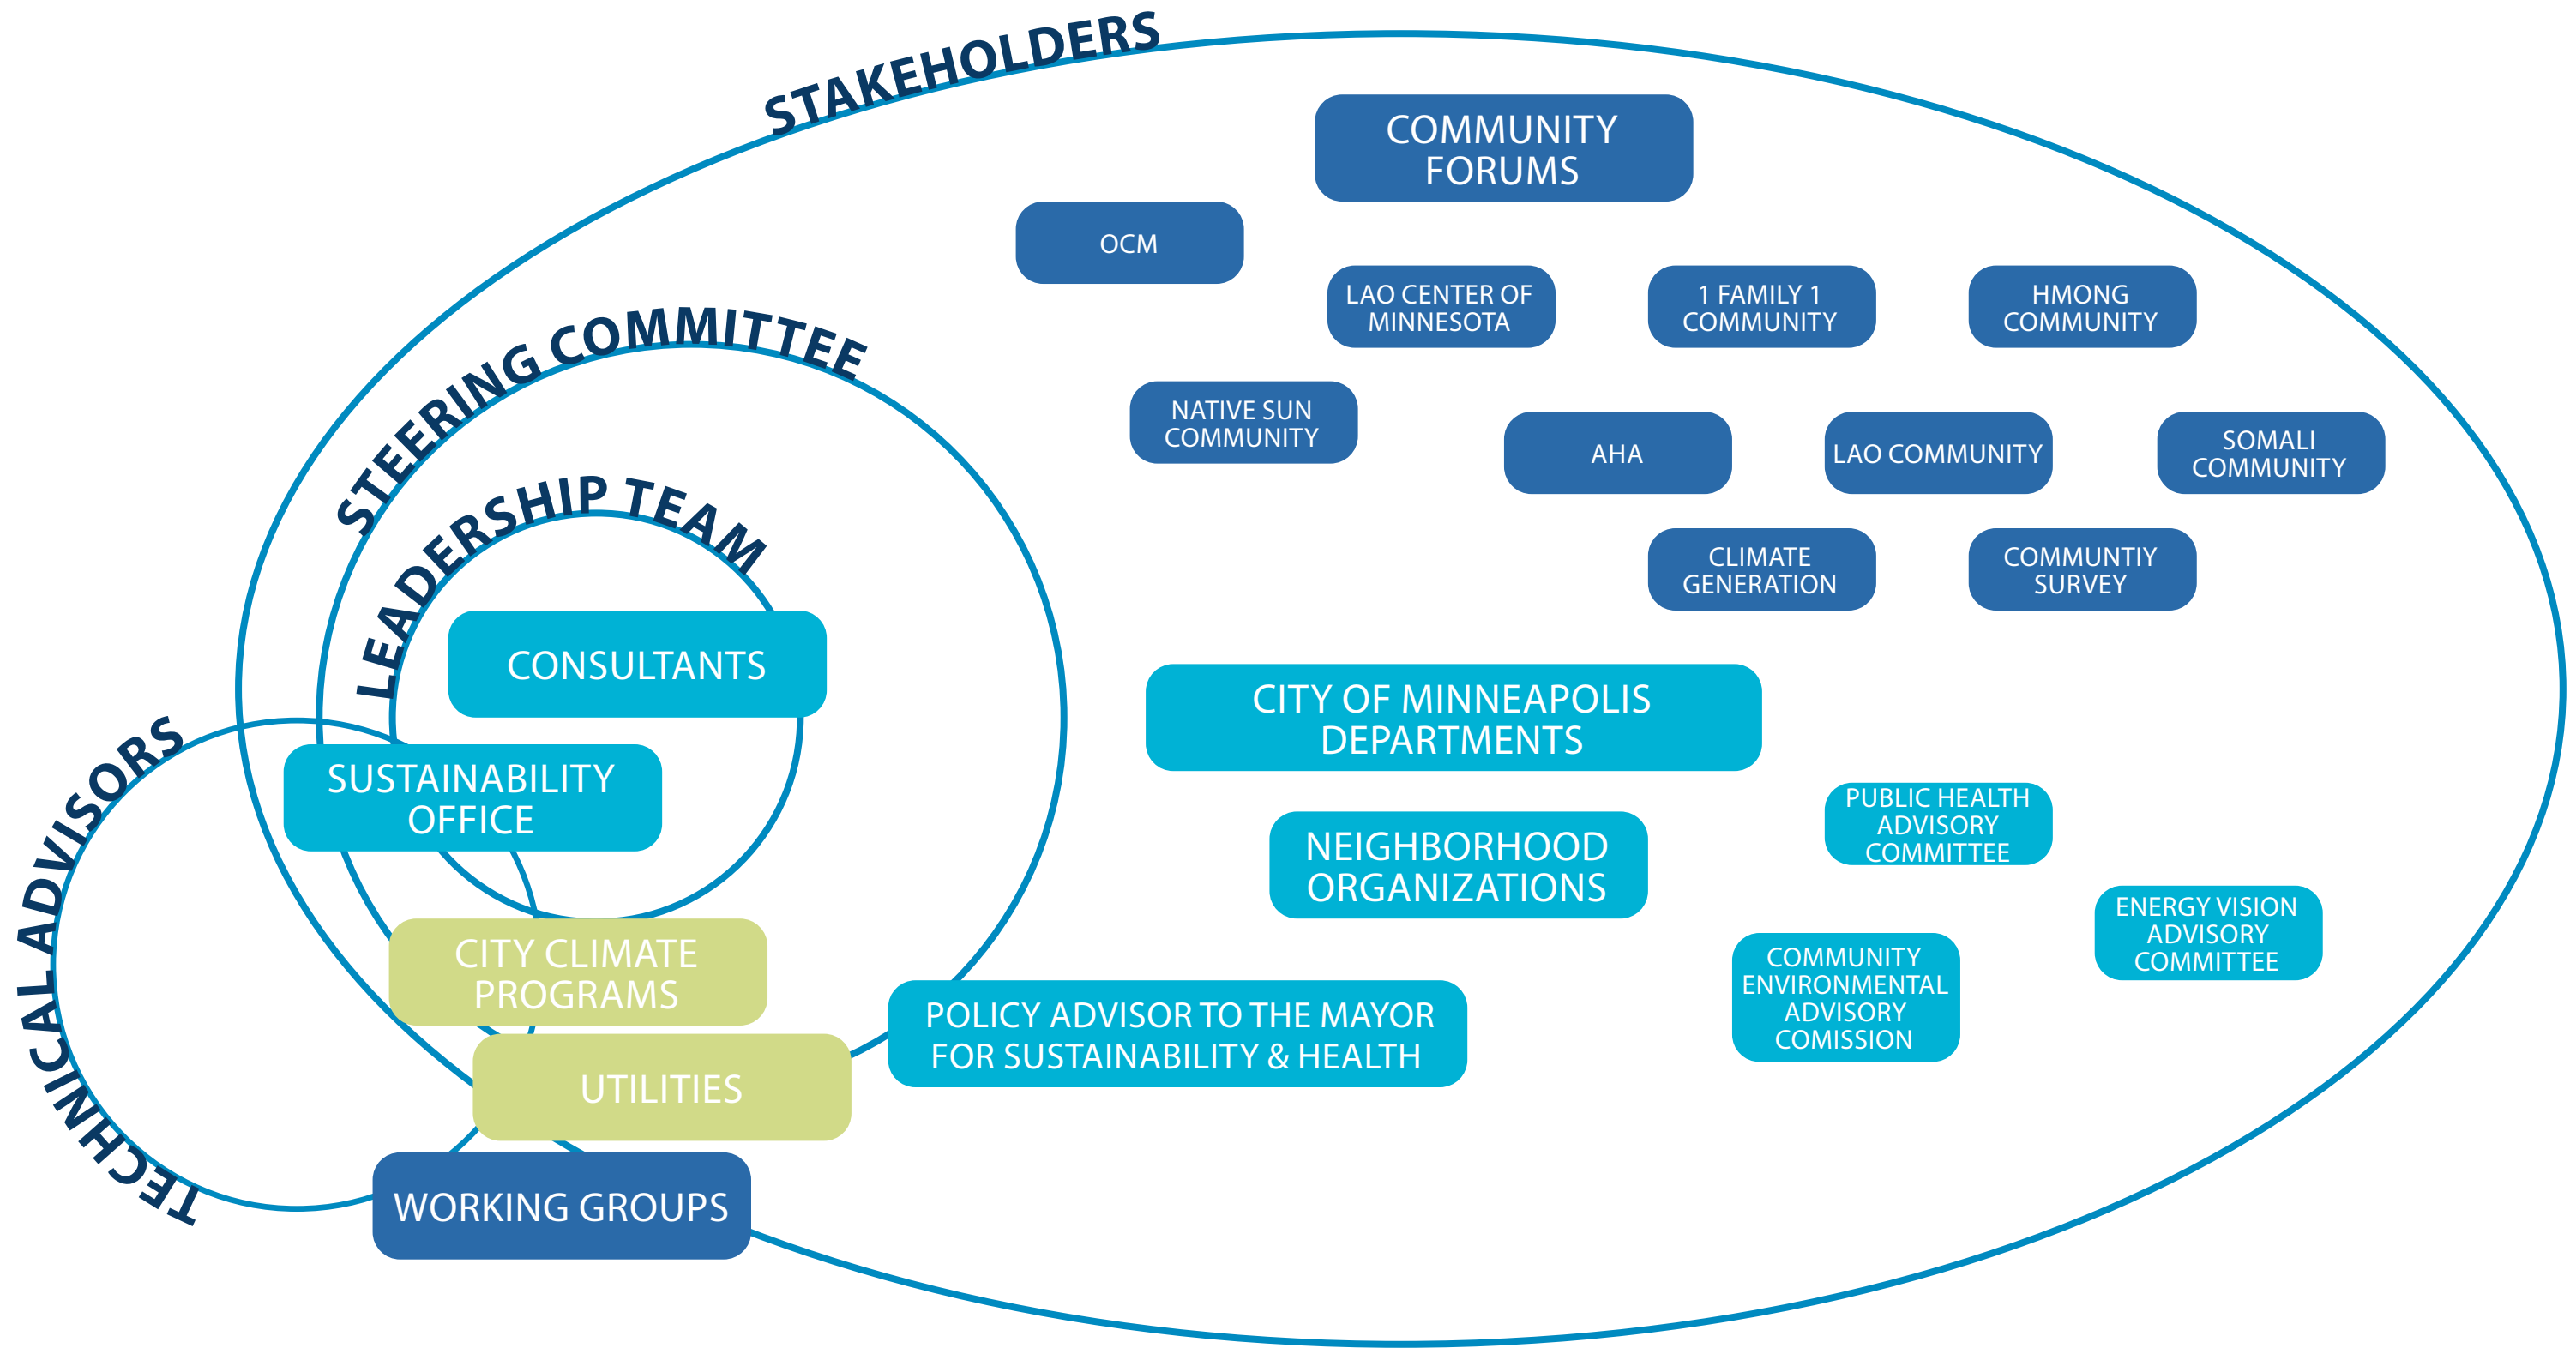 STAKEHOLDERS
COMMUNITY
FORUMS
OCM
LAO CENTER OF
MINNESOTA
1 FAMILY 1
COMMUNITY
HMONG
COMMUNITY
NATIVE SUN
COMMUNITY
AHA
LAO COMMUNITY
SOMALI
COMMUNITY
CLIMATE
GENERATION
COMMUNTIY
SURVEY
STEERING COMMITTEE
LEADERSHIP TEAM
CONSULTANTS
SUSTAINABILITY
OFFICE
TECHNICAL ADVISORS
CITY CLIMATE
PROGRAMS
UTILITIES
WORKING GROUPS
CITY OF MINNEAPOLIS
DEPARTMENTS
NEIGHBORHOOD
ORGANIZATIONS
POLICY ADVISOR TO THE MAYOR
FOR SUSTAINABILITY & HEALTH
PUBLIC HEALTH
ADVISORY
COMMITTEE
ENERGY VISION
ADVISORY
COMMITTEE
COMMUNITY
ENVIRONMENTAL
ADVISORY
COMISSION